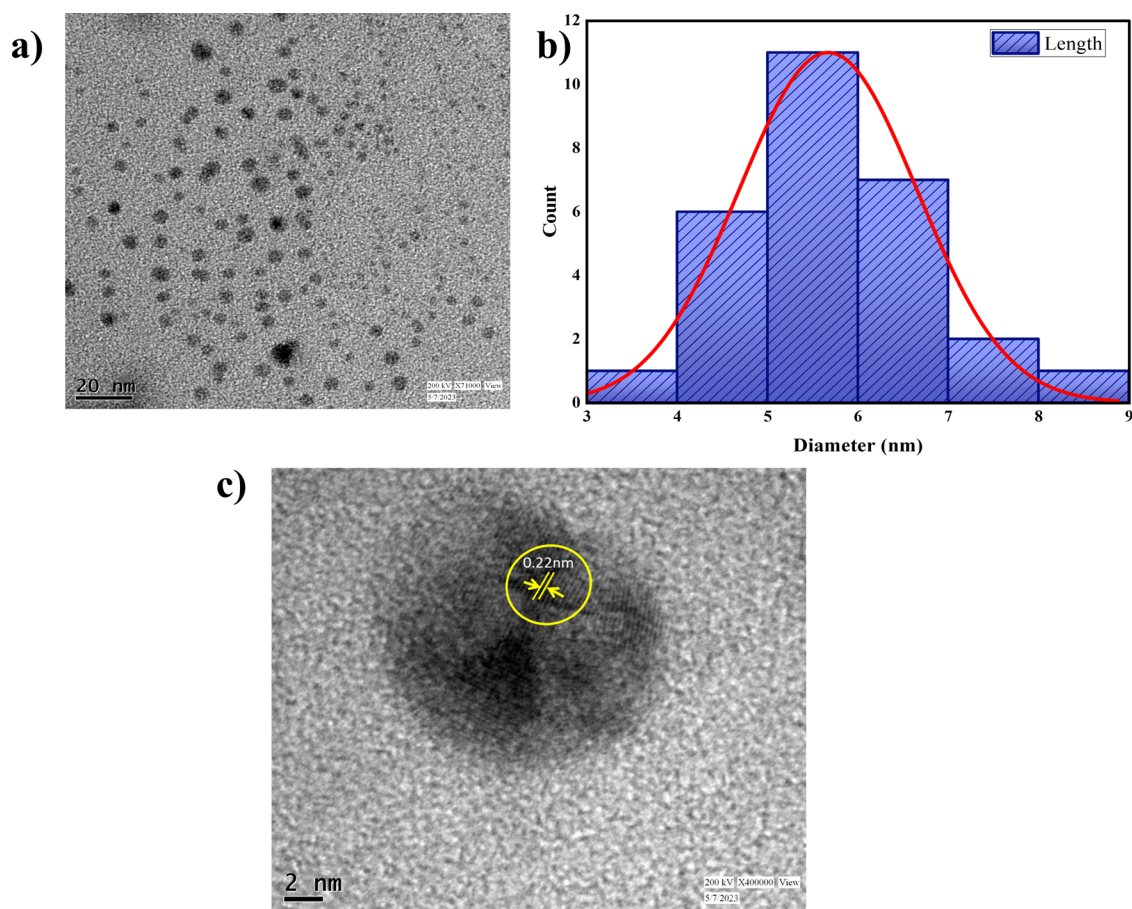 a)
20 nm
200 kV X71000 View
5/7/2023
b)
12
10
8
6
4
2
0
Count
3 4 5 6 7 8 9
Diameter (nm)
Length
c)
0.22nm
2 nm
200 kV X400000 View
5/7/2023